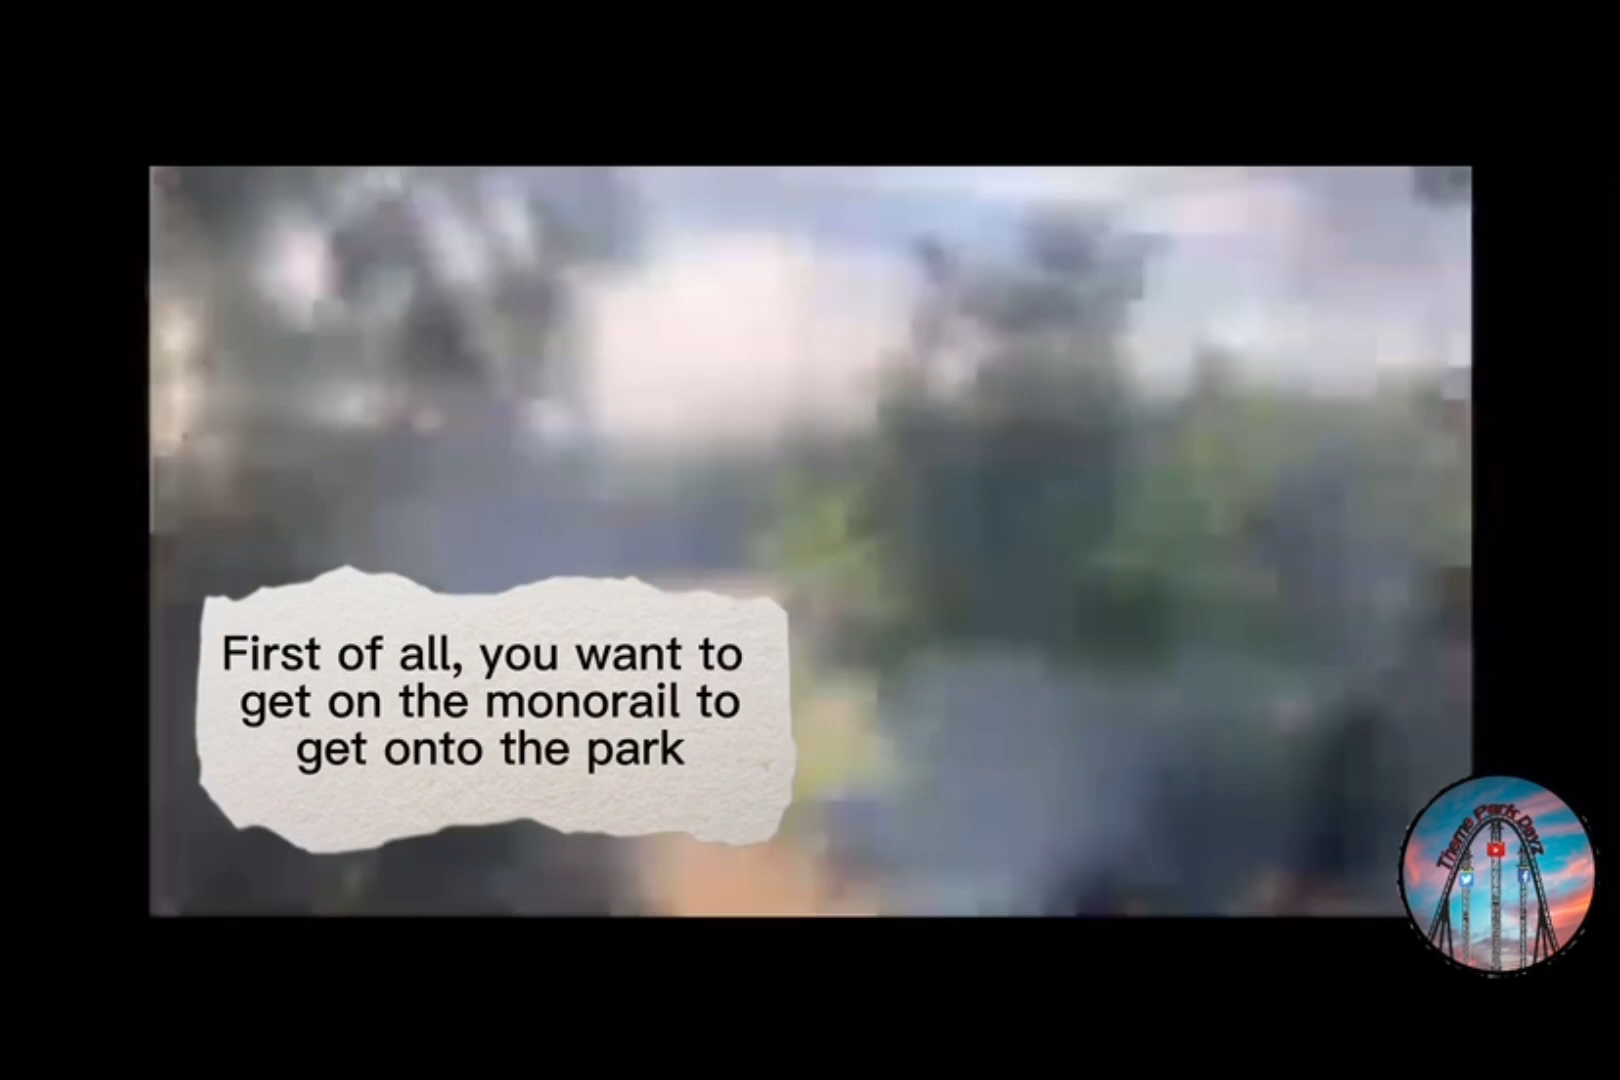 First of all, you want to
get on the monorail to
get onto the park
Theme Park Dayz